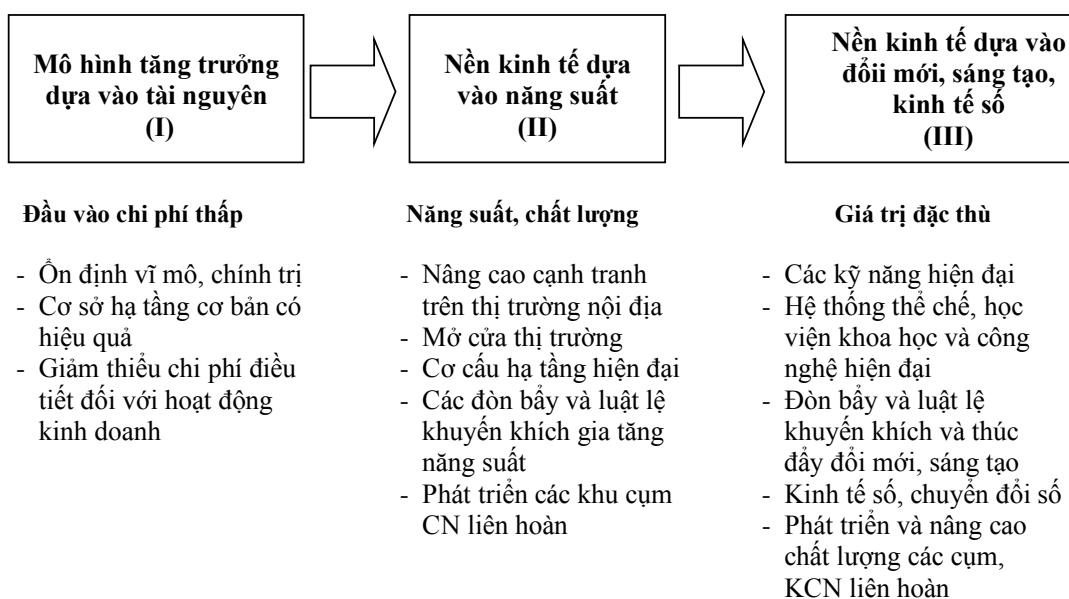 Mô hình tăng trưởng
dựa vào tài nguyên
(I)
Nền kinh tế dựa
vào năng suất
(II)
Nền kinh tế dựa vào
đổii mới, sáng tạo,
kinh tế số
(III)
Đầu vào chi phí thấp
- Ổn định vĩ mô, chính trị
- Cơ sở hạ tầng cơ bản có
hiệu quả
- Giảm thiểu chi phí điều
tiết đối với hoạt động
kinh doanh
Năng suất, chất lượng
- Nâng cao cạnh tranh
trên thị trường nội địa
- Mở cửa thị trường
- Cơ cấu hạ tầng hiện đại
- Các đòn bẩy và luật lệ
khuyến khích gia tăng
năng suất
- Phát triển các khu cụm
CN liên hoàn
Giá trị đặc thù
- Các kỹ năng hiện đại
- Hệ thống thể chế, học
viện khoa học và công
nghệ hiện đại
- Đòn bẩy và luật lệ
khuyến khích và thúc
đẩy đổi mới, sáng tạo
- Kinh tế số, chuyển đổi số
- Phát triển và nâng cao
chất lượng các cụm,
KCN liên hoàn